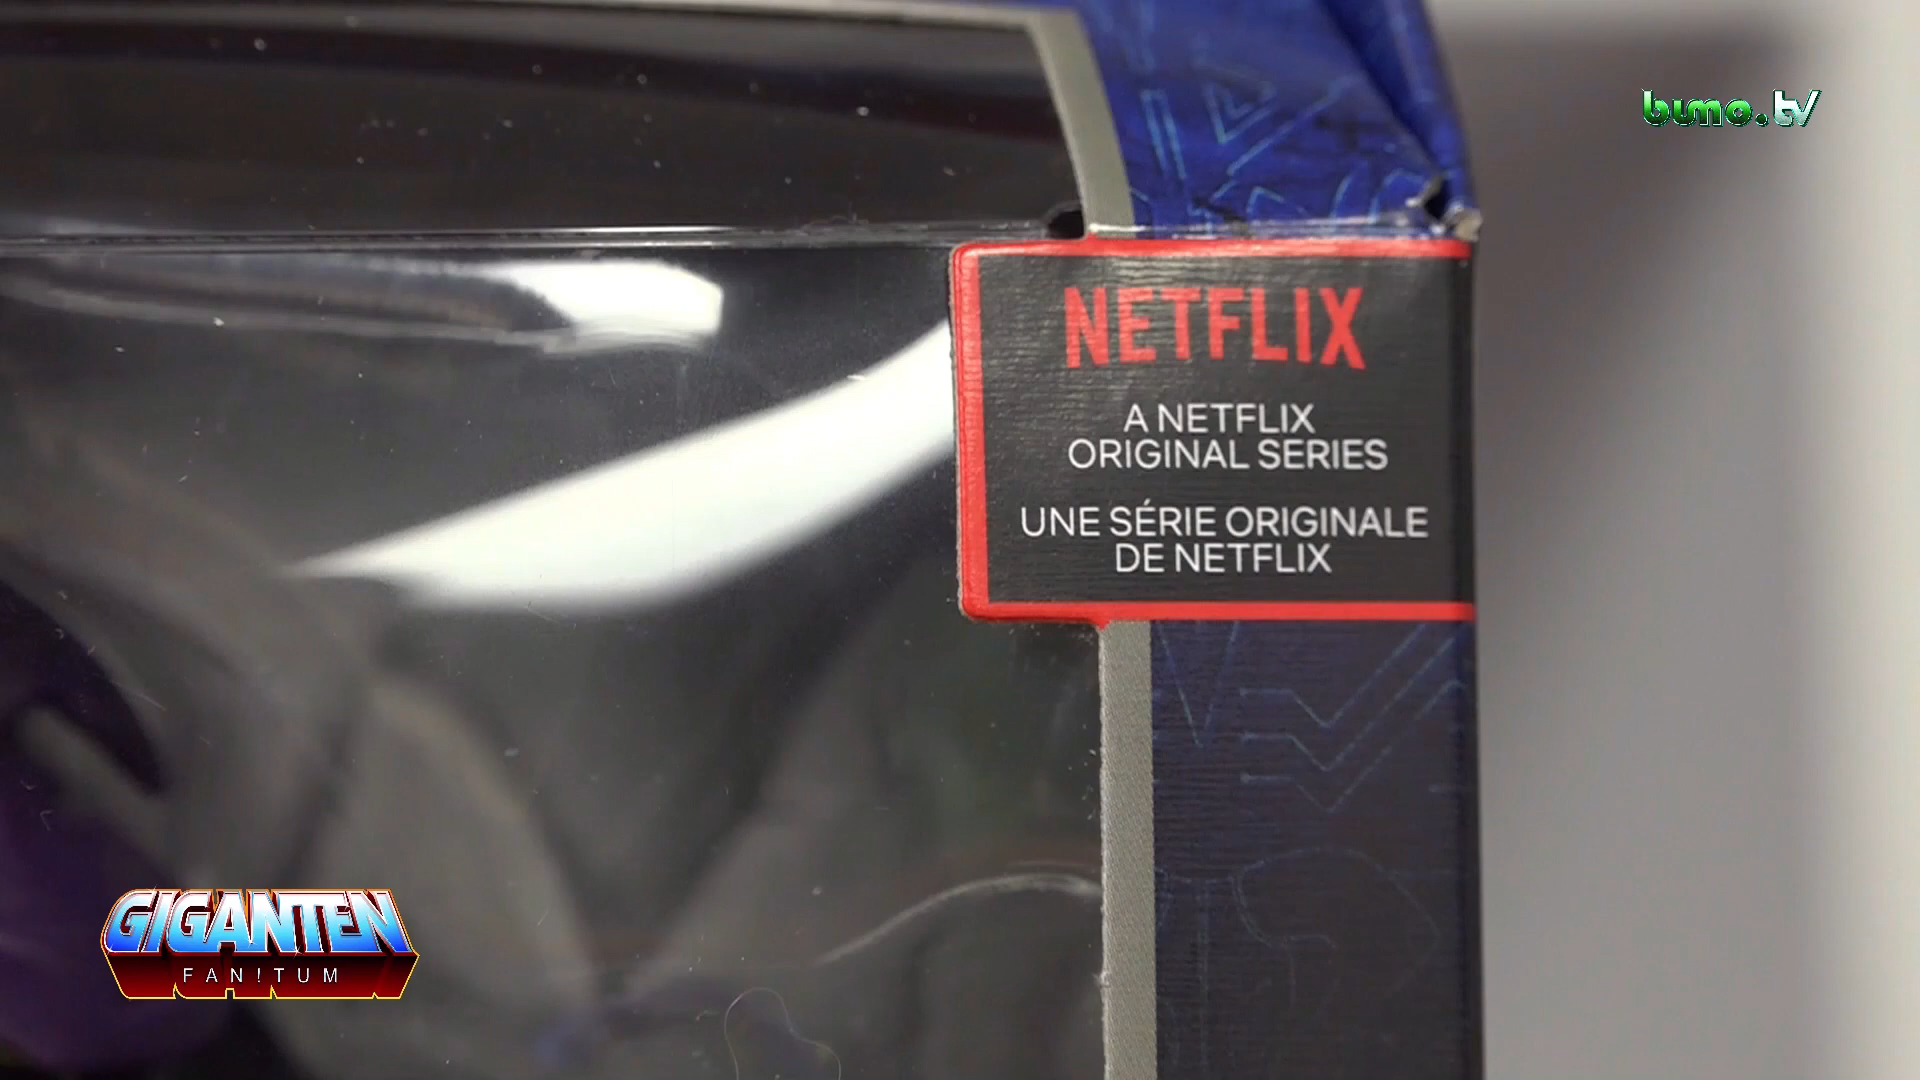 bumo.tv
NETFLIX
A NETFLIX
ORIGINAL SERIES
UNE SÉRIE ORIGINALE
DE NETFLIX
GIGANTEN
FAN!TUM